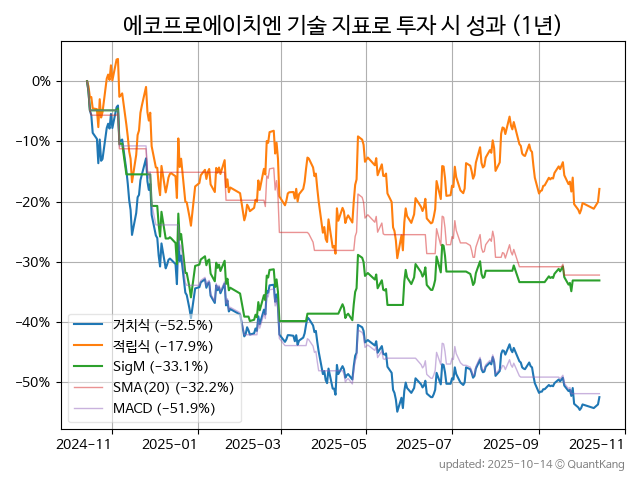 에코프로에이치엔 기술 지표로 투자 시 성과 (1년)
0%
−10%
−20%
−30%
−40%
−50%
거치식 (−52.5%)
적립식 (−17.9%)
SigM (−33.1%)
SMA(20) (−32.2%)
MACD (−51.9%)
2024-11 2025-01 2025-03 2025-05 2025-07 2025-09 2025-11
updated: 2025-10-14 © QuantKang